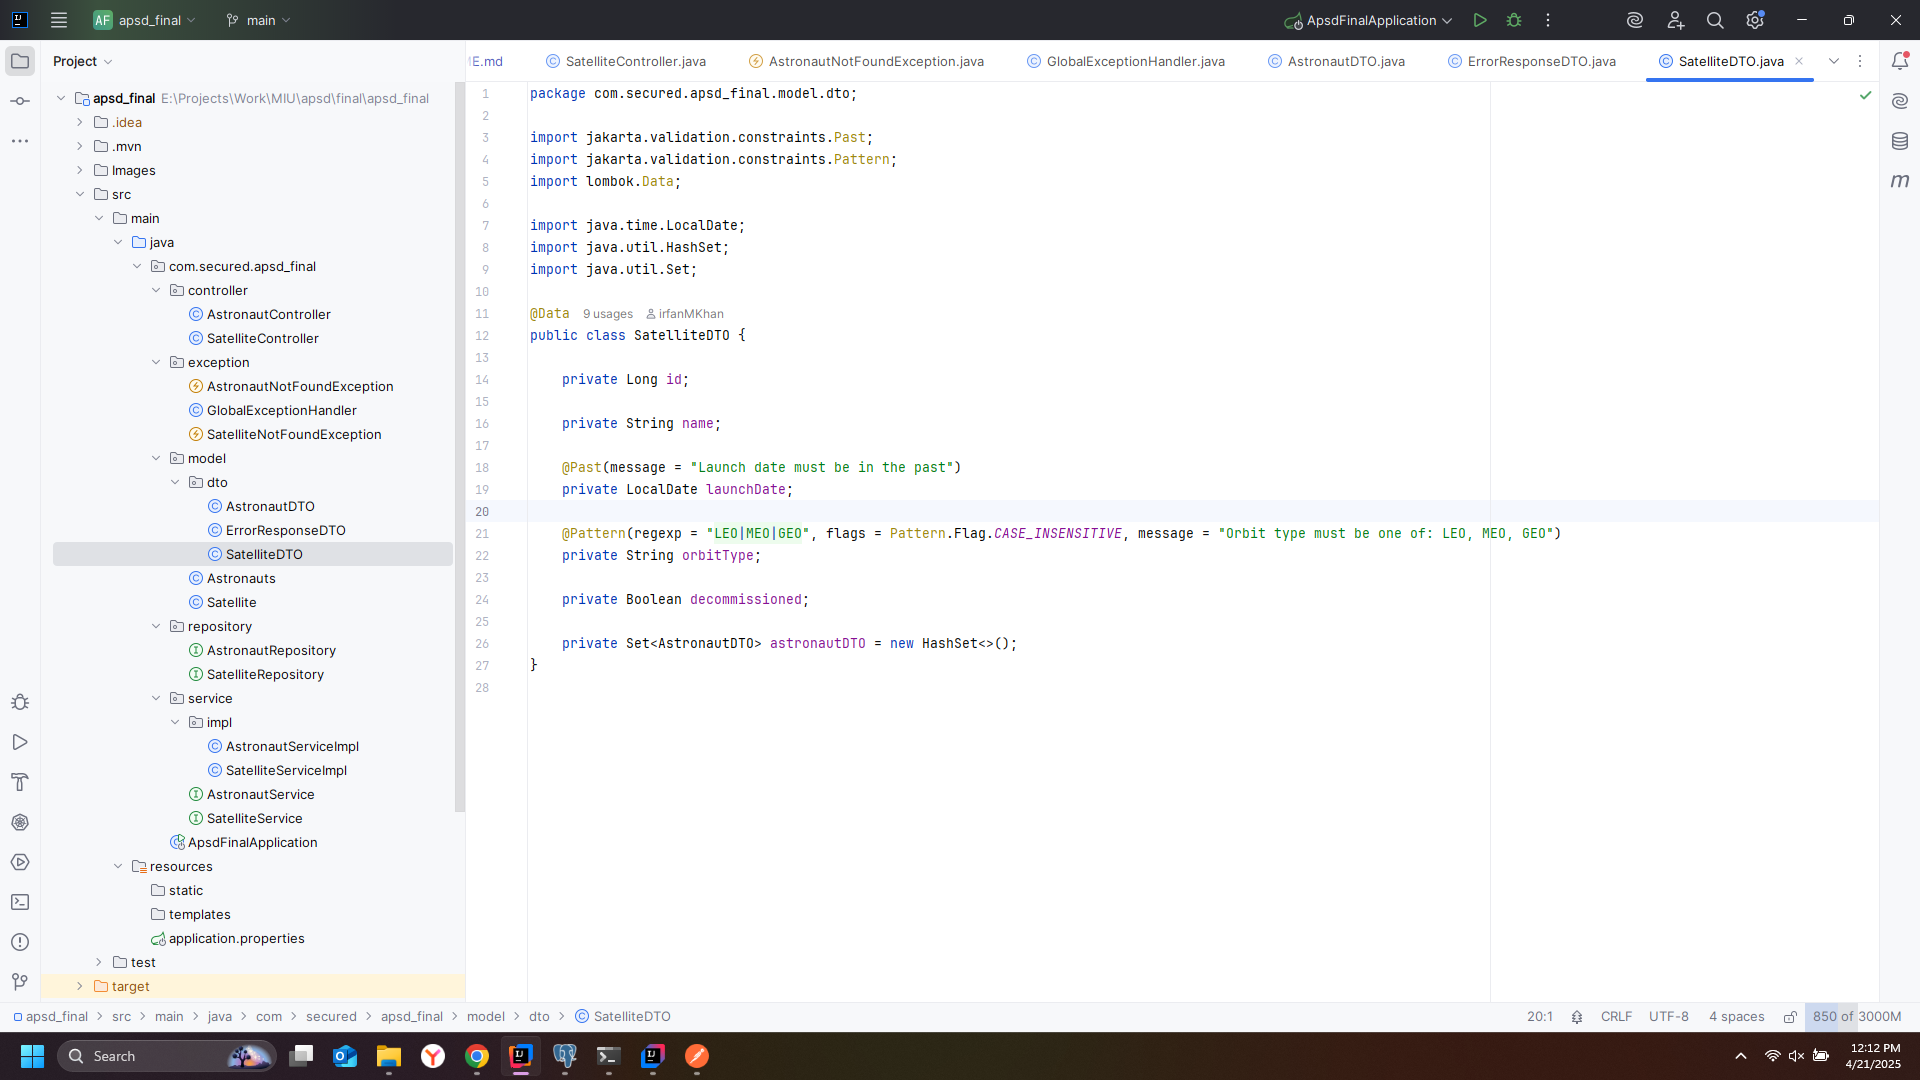 AF apsd_final main ApsdFinalApplication
Project
E.md SatelliteController.java AstronautNotFoundException.java GlobalExceptionHandler.java AstronautDTO.java ErrorResponseDTO.java SatelliteDTO.java
apsd_final E:\Projects\Work\MIU\apsd\final\apsd_final
.idea
.mvn
Images
src
main
java
com.secured.apsd_final
controller
AstronautController
SatelliteController
exception
AstronautNotFoundException
GlobalExceptionHandler
SatelliteNotFoundException
model
dto
AstronautDTO
ErrorResponseDTO
SatelliteDTO
Astronauts
Satellite
repository
AstronautRepository
SatelliteRepository
service
impl
AstronautServiceImpl
SatelliteServiceImpl
AstronautService
SatelliteService
ApsdFinalApplication
resources
static
templates
application.properties
test
target
1 package com.secured.apsd_final.model.dto;
2
3 import jakarta.validation.constraints.Past;
4 import jakarta.validation.constraints.Pattern;
5 import lombok.Data;
6
7 import java.time.LocalDate;
8 import java.util.HashSet;
9 import java.util.Set;
10
11 @Data 9 usages irfanMKhan
12 public class SatelliteDTO {
13
14 private Long id;
15
16 private String name;
17
18 @Past(message = "Launch date must be in the past")
19 private LocalDate launchDate;
20
21 @Pattern(regexp = "LEO|MEO|GEO", flags = Pattern.Flag.CASE_INSENSITIVE, message = "Orbit type must be one of: LEO, MEO, GEO")
22 private String orbitType;
23
24 private Boolean decommissioned;
25
26 private Set<AstronautDTO> astronautDTO = new HashSet<>();
27 }
28
m
apsd_final > src > main > java > com > secured > apsd_final > model > dto > SatelliteDTO 20:1 CRLF UTF-8 4 spaces 850 of 3000M
Search
12:12 PM
4/21/2025